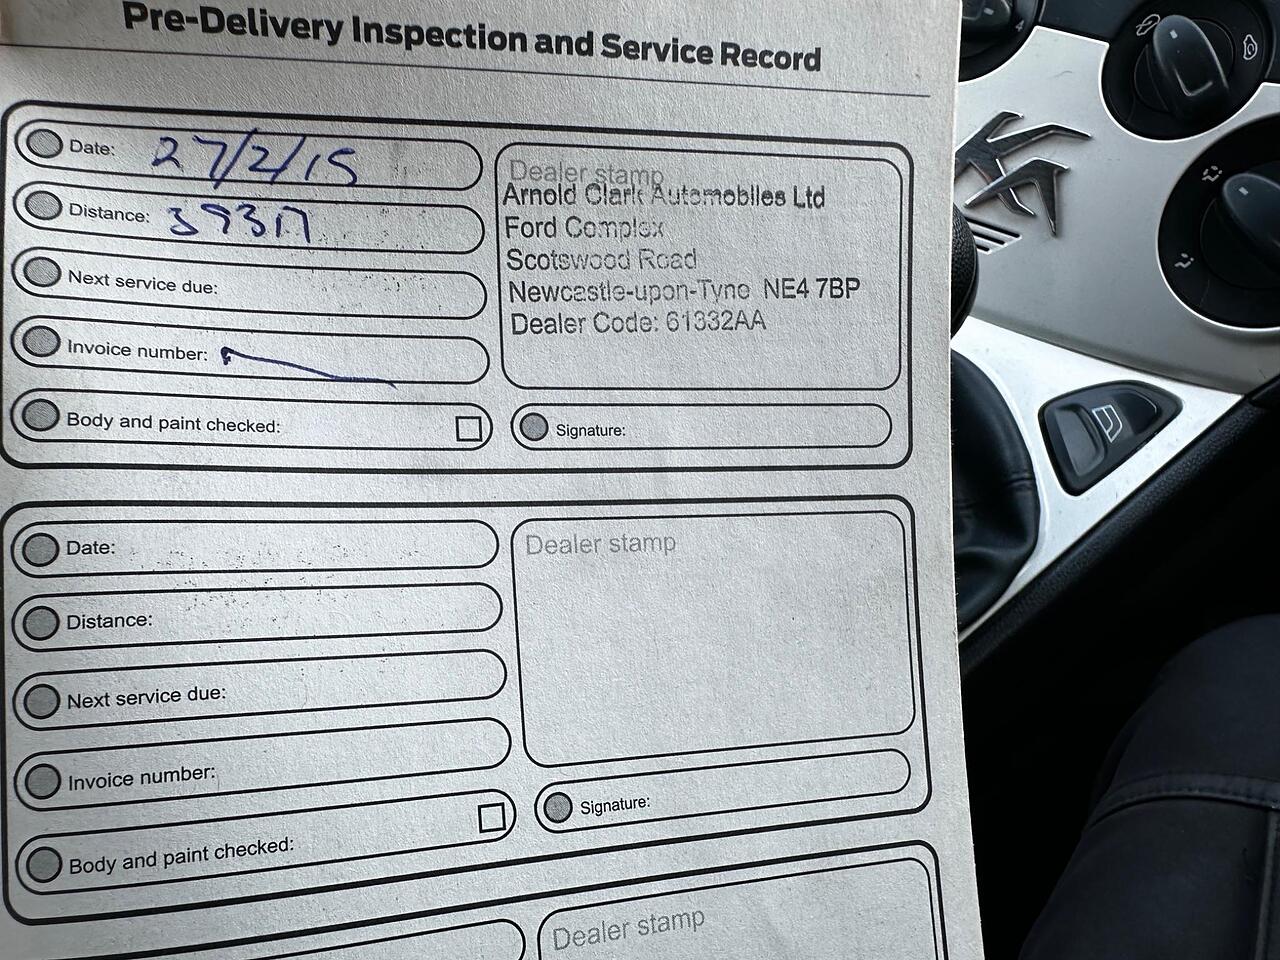 Pre-Delivery Inspection and Service Record
Date: 27/2/15
Distance: 39317
Next service due:
Invoice number:
Body and paint checked:
Dealer stamp
Arnold Clark Automobiles Ltd
Ford Complex
Scotswood Road
Newcastle-upon-Tyne NE4 7BP
Dealer Code: 61332AA
Signature:
Date:
Distance:
Next service due:
Invoice number:
Body and paint checked:
Dealer stamp
Signature:
Dealer stamp